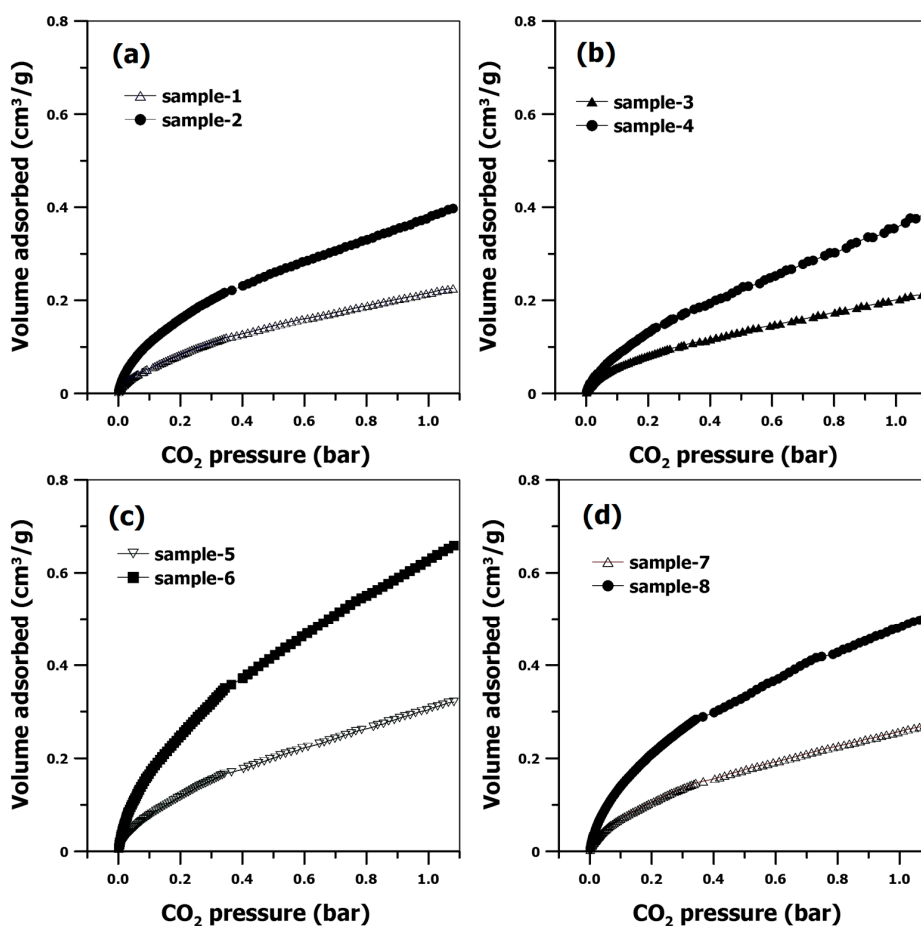 (a)
sample-1
sample-2
Volume adsorbed (cm³/g)
0.8
0.6
0.4
0.2
0
0.0 0.2 0.4 0.6 0.8 1.0
CO₂ pressure (bar)
(b)
sample-3
sample-4
Volume adsorbed (cm³/g)
0.8
0.6
0.4
0.2
0
0.0 0.2 0.4 0.6 0.8 1.0
CO₂ pressure (bar)
(c)
sample-5
sample-6
Volume adsorbed (cm³/g)
0.8
0.6
0.4
0.2
0
0.0 0.2 0.4 0.6 0.8 1.0
CO₂ pressure (bar)
(d)
sample-7
sample-8
Volume adsorbed (cm³/g)
0.8
0.6
0.4
0.2
0
0.0 0.2 0.4 0.6 0.8 1.0
CO₂ pressure (bar)